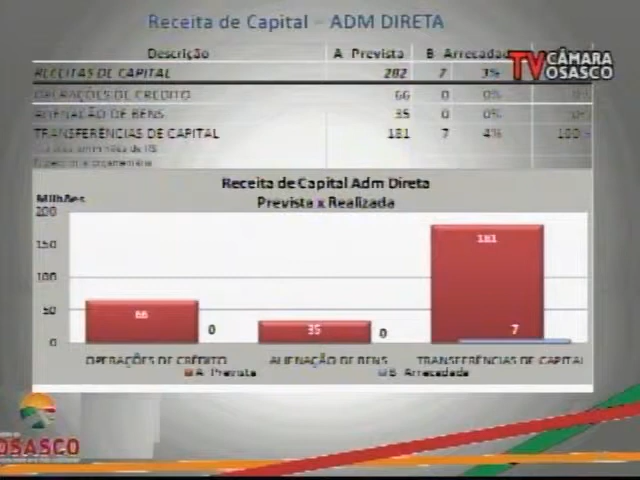 Receita de Capital - ADM DIRETA
Descrição A Prevista B Arrecadad
TV CÂMARA OSASCO
RECEITAS DE CAPITAL 282 7 3%
OPERAÇÕES DE CRÉDITO 66 0 0%
ALIENAÇÃO DE BENS 35 0 0%
TRANSFERÊNCIAS DE CAPITAL 181 7 4% 100%
Receita de Capital Adm Direta
Prevista x Realizada
Milhões
200
150
100
50
0
66 0 35 0 181 7
OPERAÇÕES DE CRÉDITO ALIENAÇÃO DE BENS TRANSFERÊNCIAS DE CAPITAL
A Prevista B Arrecadada
OSASCO